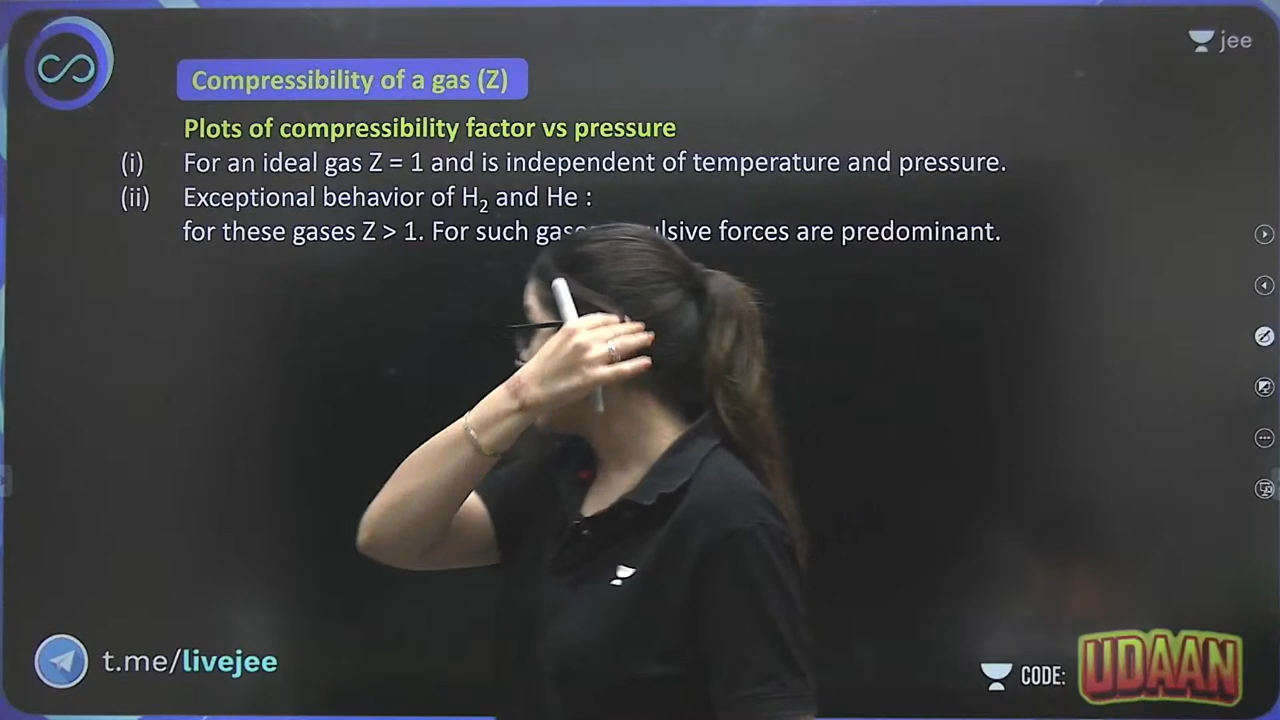 jee
Compressibility of a gas (Z)
Plots of compressibility factor vs pressure
(i) For an ideal gas Z = 1 and is independent of temperature and pressure.
(ii) Exceptional behavior of H₂ and He :
for these gases Z > 1. For such forces are predominant.
t.me/livejee
CODE: UDAAN